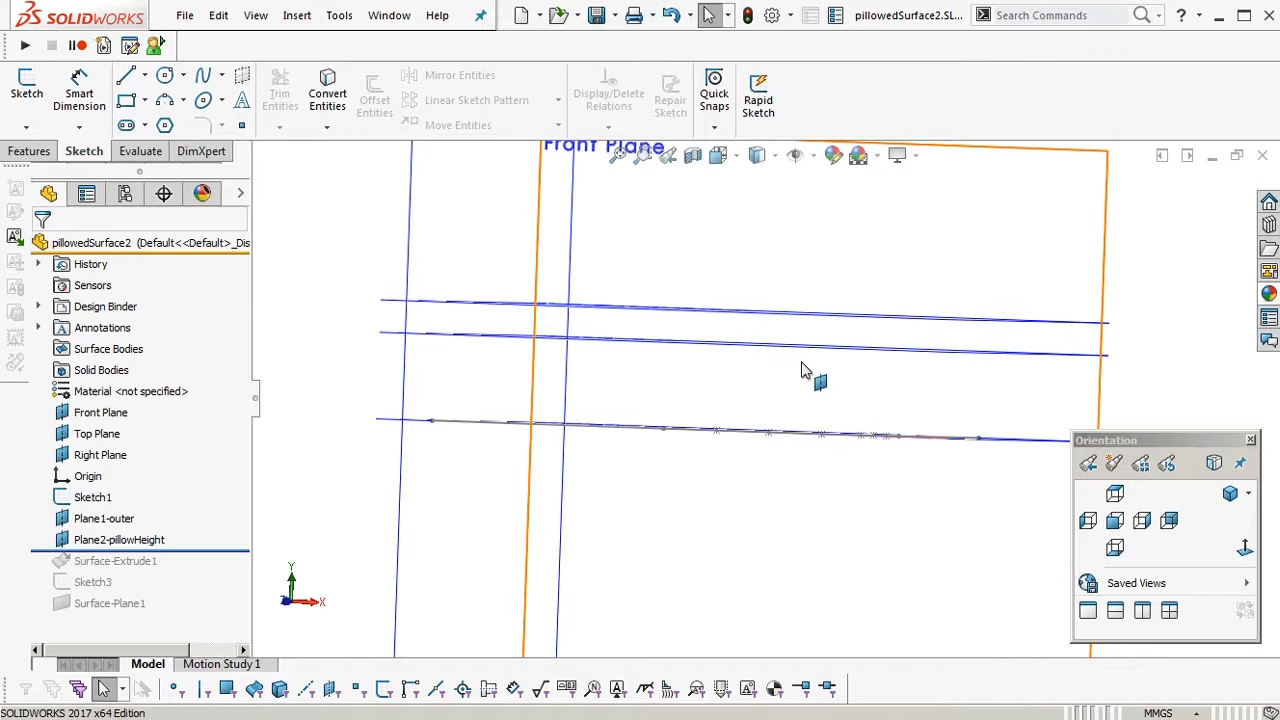 SOLIDWORKS
File
Edit
View
Insert
Tools
Window
Help
pillowedSurface2.SL...
Search Commands
?
Sketch
Smart
Dimension
Trim
Entities
Convert
Entities
Offset
Entities
Mirror Entities
Linear Sketch Pattern
Move Entities
Display/Delete
Relations
Repair
Sketch
Quick
Snaps
Rapid
Sketch
Features
Sketch
Evaluate
DimXpert
Front Plane
pillowedSurface2 (Default<<Default>_Dis
History
Sensors
Design Binder
Annotations
Surface Bodies
Solid Bodies
Material <not specified>
Front Plane
Top Plane
Right Plane
Origin
Sketch1
Plane1-outer
Plane2-pillowHeight
Surface-Extrude1
Sketch3
Surface-Plane1
Orientation
Saved Views
Y
X
Model
Motion Study 1
SOLIDWORKS 2017 x64 Edition
MMGS